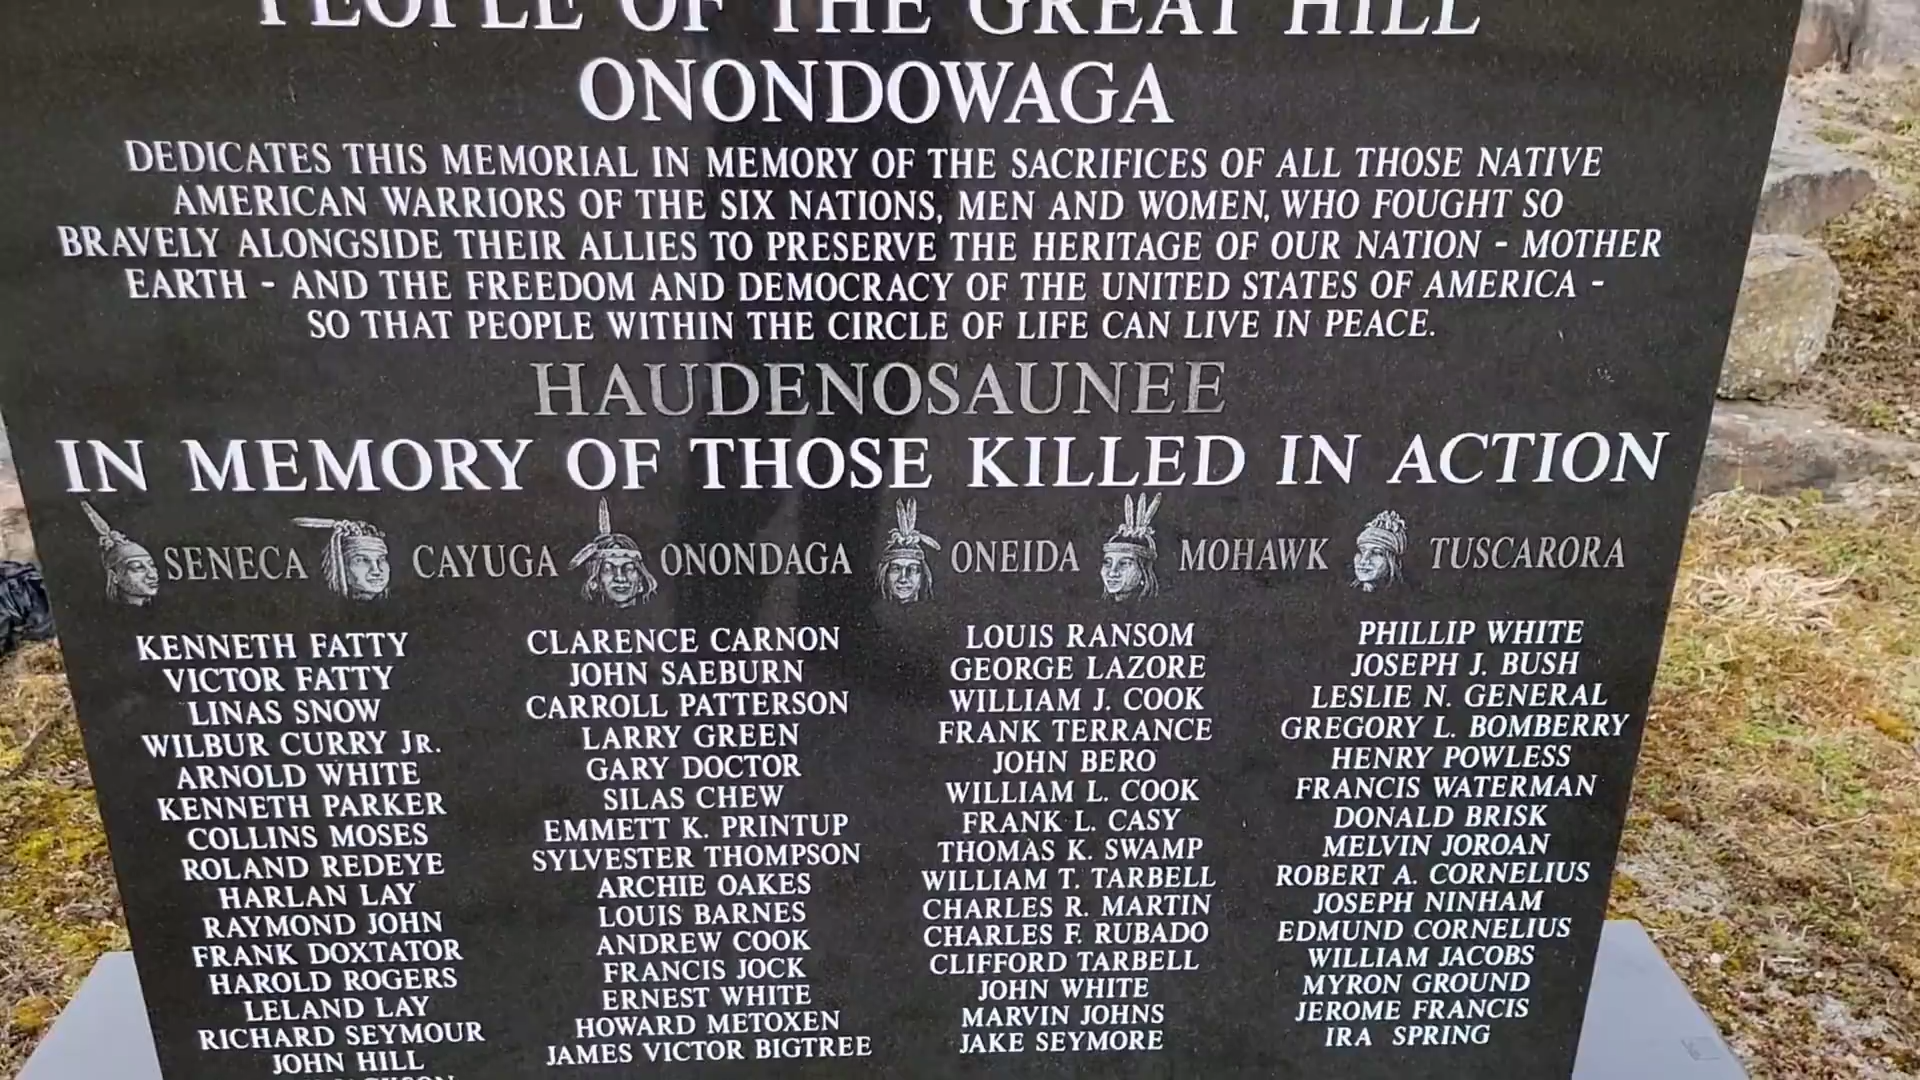 PEOPLE OF THE GREAT HILL
ONONDOWAGA
DEDICATES THIS MEMORIAL IN MEMORY OF THE SACRIFICES OF ALL THOSE NATIVE
AMERICAN WARRIORS OF THE SIX NATIONS, MEN AND WOMEN, WHO FOUGHT SO
BRAVELY ALONGSIDE THEIR ALLIES TO PRESERVE THE HERITAGE OF OUR NATION - MOTHER
EARTH - AND THE FREEDOM AND DEMOCRACY OF THE UNITED STATES OF AMERICA -
SO THAT PEOPLE WITHIN THE CIRCLE OF LIFE CAN LIVE IN PEACE.
HAUDENOSAUNEE
IN MEMORY OF THOSE KILLED IN ACTION
SENECA CAYUGA ONONDAGA ONEIDA MOHAWK TUSCARORA
KENNETH FATTY
VICTOR FATTY
LINAS SNOW
WILBUR CURRY JR.
ARNOLD WHITE
KENNETH PARKER
COLLINS MOSES
ROLAND REDEYE
HARLAN LAY
RAYMOND JOHN
FRANK DOXTATOR
HAROLD ROGERS
LELAND LAY
RICHARD SEYMOUR
JOHN HILL
CLARENCE CARNON
JOHN SAEBURN
CARROLL PATTERSON
LARRY GREEN
GARY DOCTOR
SILAS CHEW
EMMETT K. PRINTUP
SYLVESTER THOMPSON
ARCHIE OAKES
LOUIS BARNES
ANDREW COOK
FRANCIS JOCK
ERNEST WHITE
HOWARD METOXEN
JAMES VICTOR BIGTREE
LOUIS RANSOM
GEORGE LAZORE
WILLIAM J. COOK
FRANK TERRANCE
JOHN BERO
WILLIAM L. COOK
FRANK L. CASY
THOMAS K. SWAMP
WILLIAM T. TARBELL
CHARLES R. MARTIN
CHARLES F. RUBADO
CLIFFORD TARBELL
JOHN WHITE
MARVIN JOHNS
JAKE SEYMORE
PHILLIP WHITE
JOSEPH J. BUSH
LESLIE N. GENERAL
GREGORY L. BOMBERRY
HENRY POWLESS
FRANCIS WATERMAN
DONALD BRISK
MELVIN JOROAN
ROBERT A. CORNELIUS
JOSEPH NINHAM
EDMUND CORNELIUS
WILLIAM JACOBS
MYRON GROUND
JEROME FRANCIS
IRA SPRING